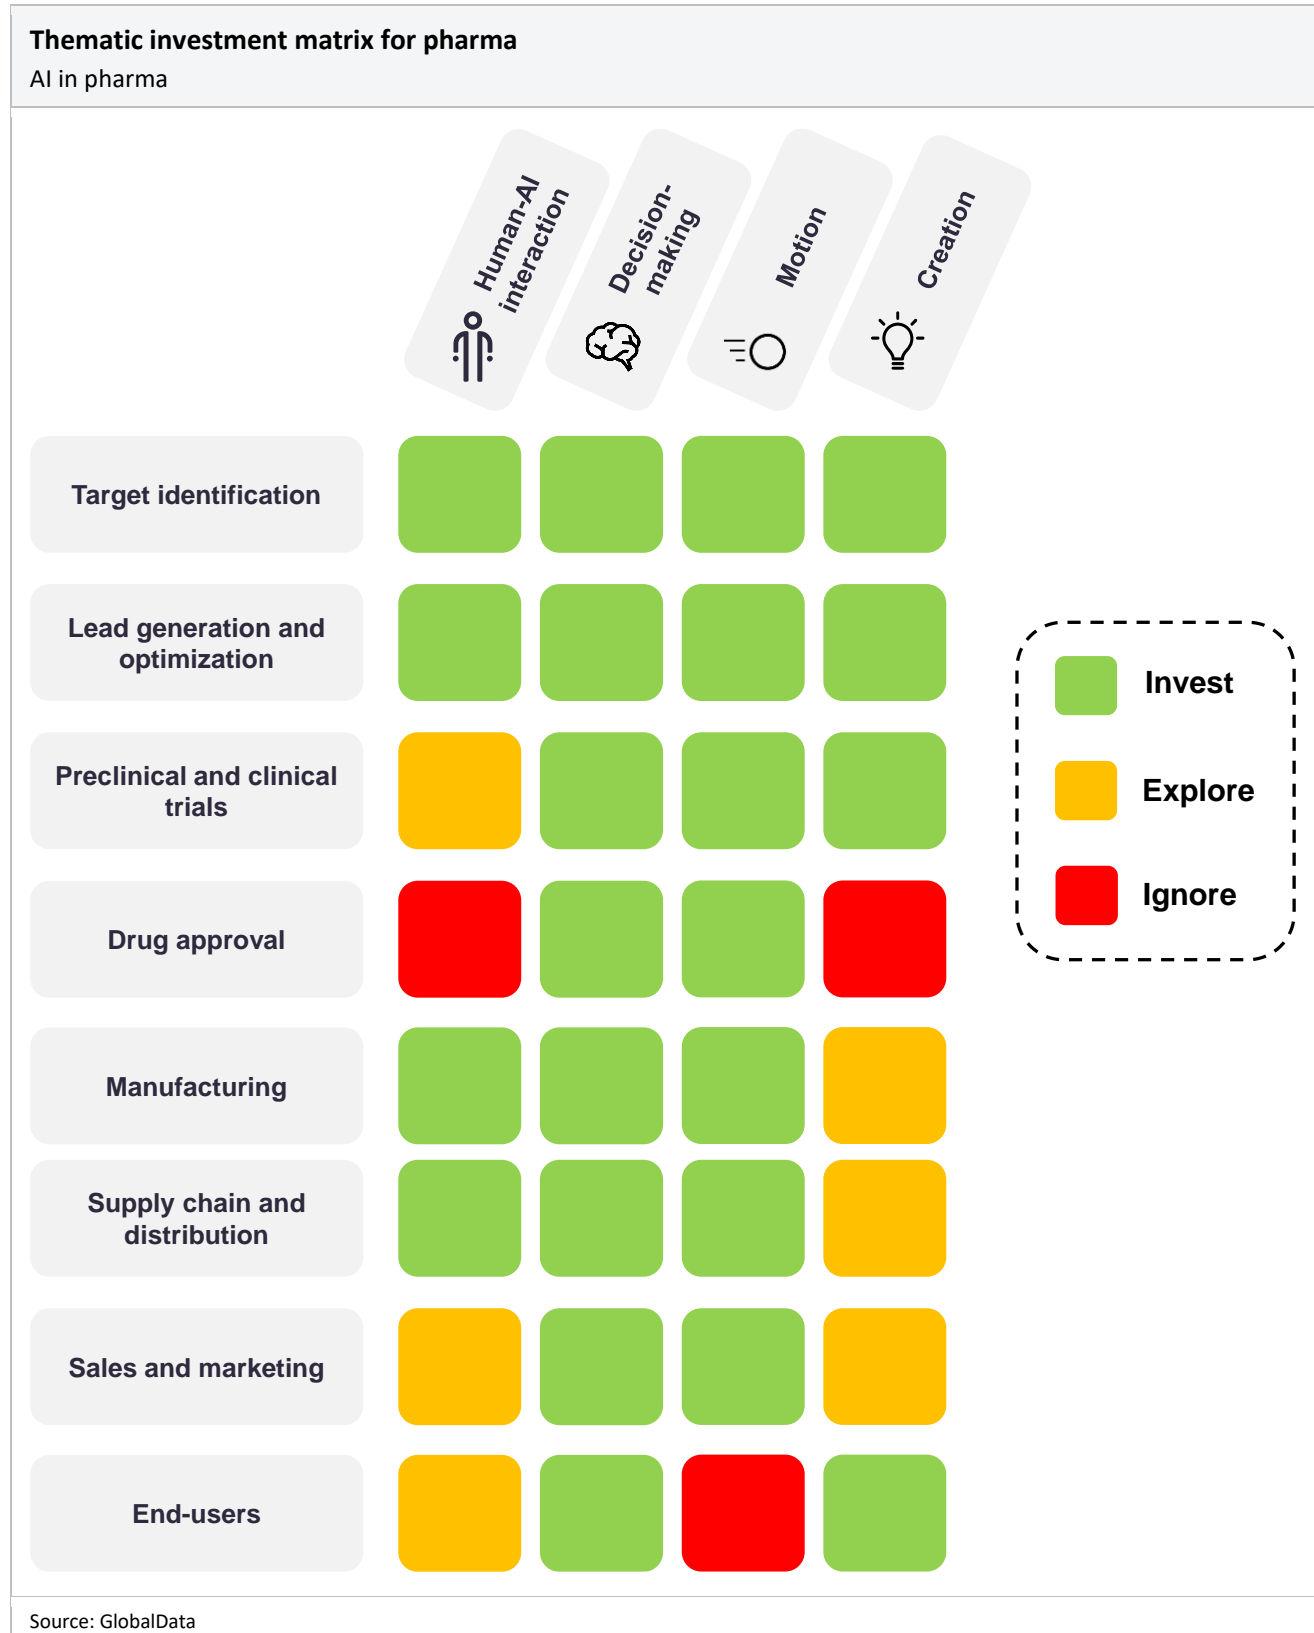 Thematic investment matrix for pharma
AI in pharma
Human-AI
interaction
Decision-
making
Motion
Creation
Target identification
Lead generation and
optimization
Preclinical and clinical
trials
Drug approval
Manufacturing
Supply chain and
distribution
Sales and marketing
End-users
Invest
Explore
Ignore
Source: GlobalData